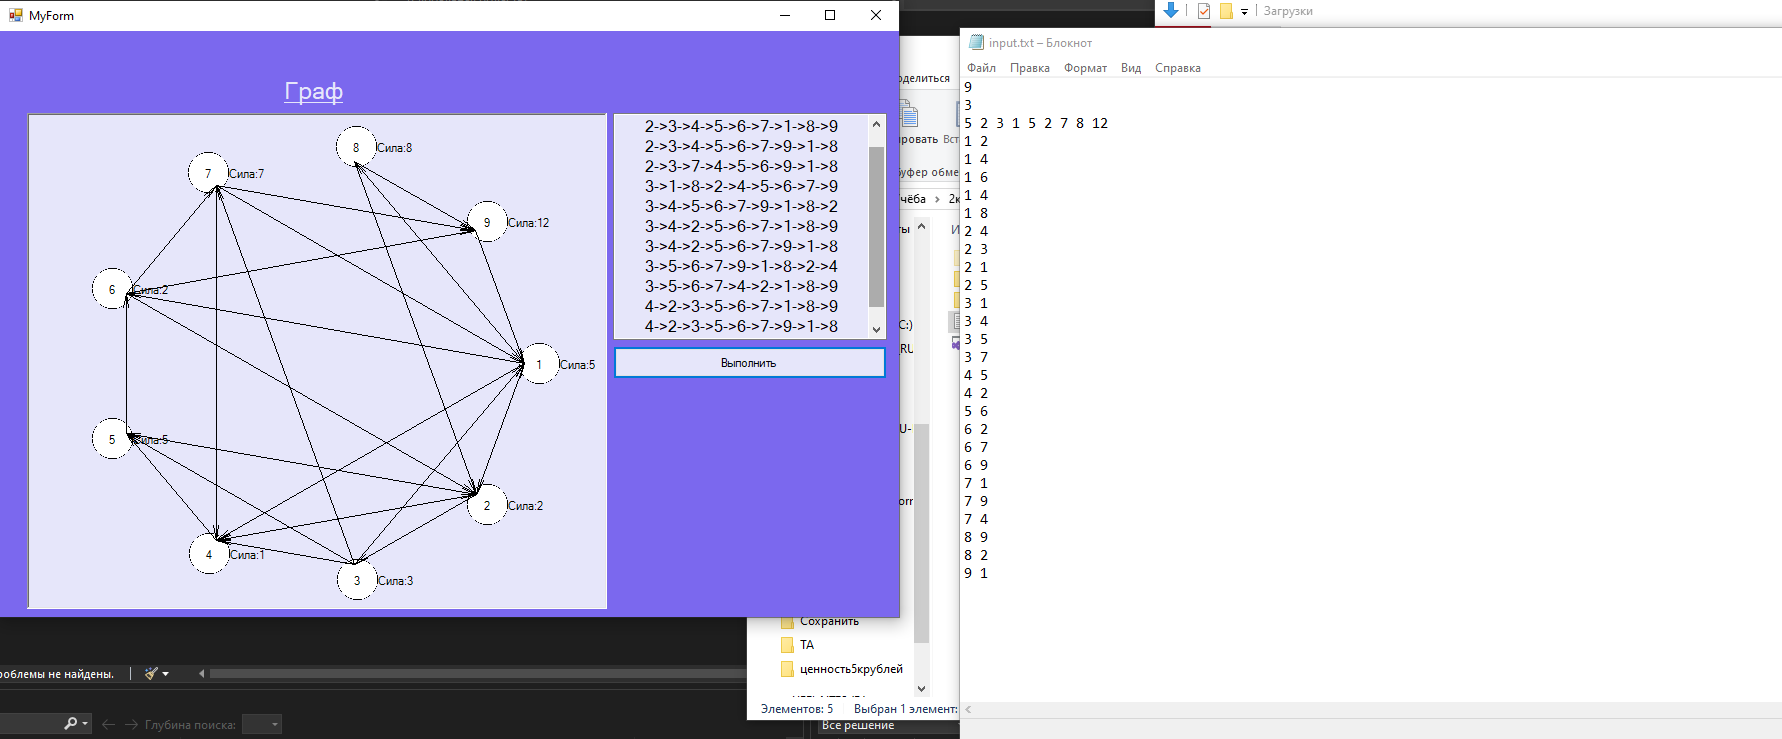 MyForm
Граф
8 Сила:8
7 Сила:7
9 Сила:12
6 Сила:2
1 Сила:5
5 Сила:5
2 Сила:2
4 Сила:1
3 Сила:3
2->3->4->5->6->7->1->8->9
2->3->4->5->6->7->9->1->8
2->3->7->4->5->6->9->1->8
3->1->8->2->4->5->6->7->9
3->4->5->6->7->9->1->8->2
3->4->2->5->6->7->1->8->9
3->4->2->5->6->7->9->1->8
3->5->6->7->9->1->8->2->4
3->5->6->7->4->2->1->8->9
4->2->3->5->6->7->1->8->9
4->2->3->5->6->7->9->1->8
Выполнить
роблемы не найдены.
Глубина поиска:
оделиться
ировать Вст
буфер обме
чёба > 2к
C:)
Сохранить
ТА
ценность5крублей
Элементов: 5 Выбран 1 элемент:
Все решение
Загрузки
input.txt – Блокнот
Файл Правка Формат Вид Справка
9
3
5 2 3 1 5 2 7 8 12
1 2
1 4
1 6
1 4
1 8
2 4
2 3
2 1
2 5
3 1
3 4
3 5
3 7
4 5
4 2
5 6
6 2
6 7
6 9
7 1
7 9
7 4
8 9
8 2
9 1